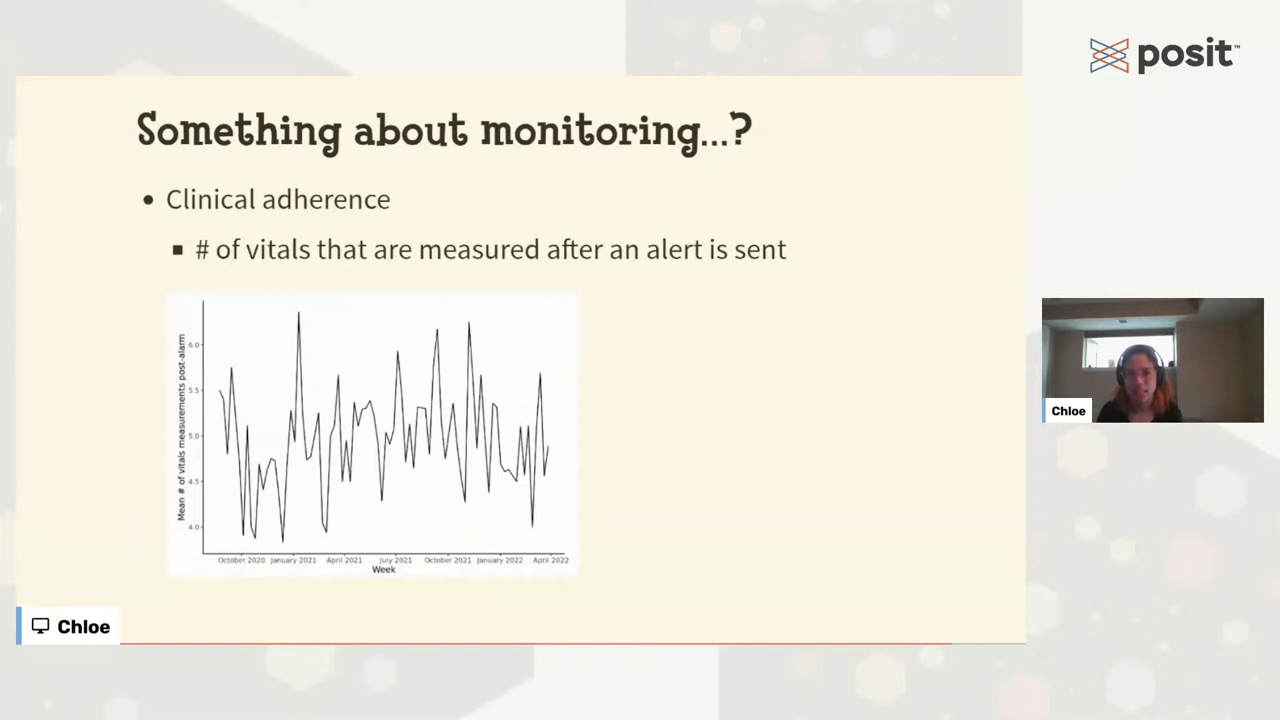 posit™
Something about monitoring...?
• Clinical adherence
▪ # of vitals that are measured after an alert is sent
Mean # of vitals measurements post-alarm
6.0
5.5
5.0
4.5
4.0
October 2020 January 2021 April 2021 July 2021 October 2021 January 2022 April 2022
Week
Chloe
Chloe